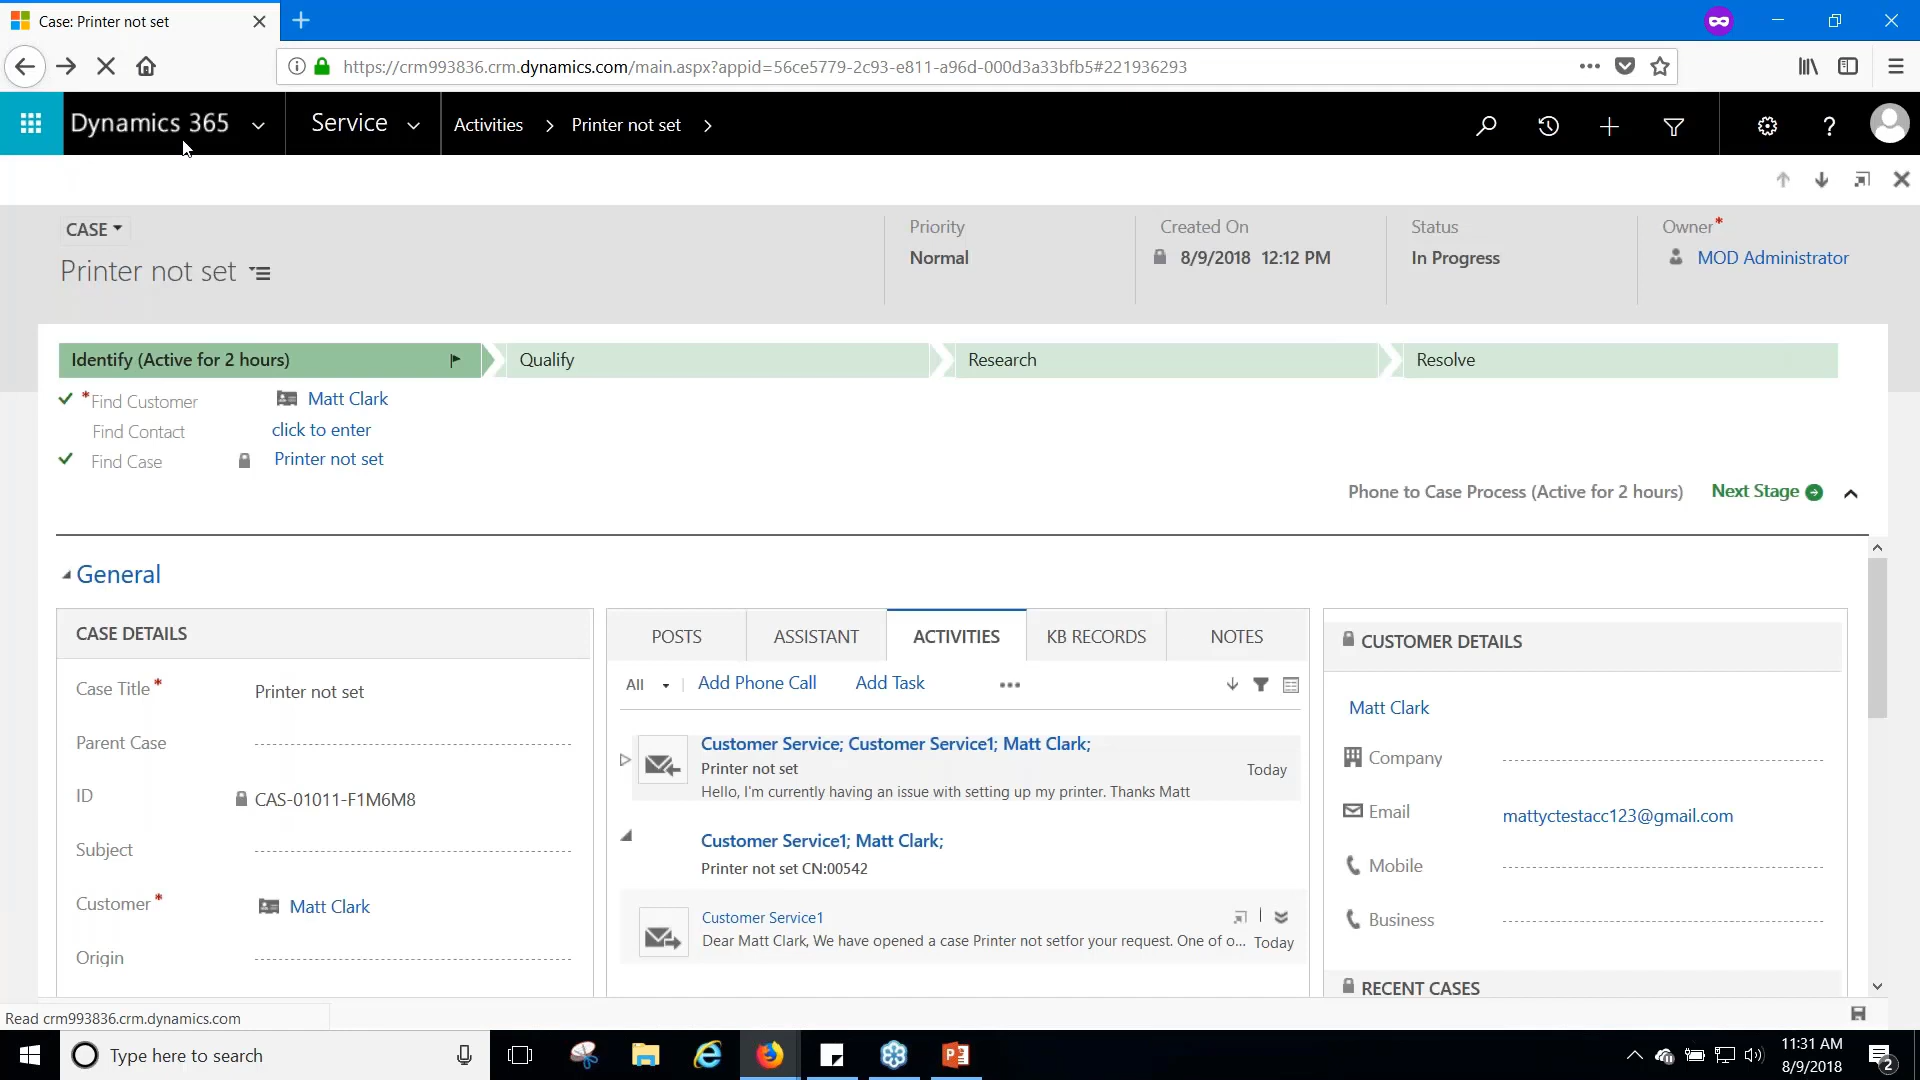 Case: Printer not set
https://crm993836.crm.dynamics.com/main.aspx?appid=56ce5779-2c93-e811-a96d-000d3a33bfb5#221936293
Dynamics 365
Service
Activities > Printer not set >
CASE
Printer not set
Priority
Normal
Created On
8/9/2018 12:12 PM
Status
In Progress
Owner*
MOD Administrator
Identify (Active for 2 hours)
Qualify
Research
Resolve
*Find Customer
Matt Clark
Find Contact
click to enter
Find Case
Printer not set
Phone to Case Process (Active for 2 hours)
Next Stage
General
CASE DETAILS
Case Title*
Printer not set
Parent Case
ID
CAS-01011-F1M6M8
Subject
Customer*
Matt Clark
Origin
POSTS
ASSISTANT
ACTIVITIES
KB RECORDS
NOTES
All
Add Phone Call
Add Task
Customer Service; Customer Service1; Matt Clark;
Printer not set
Today
Hello, I'm currently having an issue with setting up my printer. Thanks Matt
Customer Service1; Matt Clark;
Printer not set CN:00542
Customer Service1
Dear Matt Clark, We have opened a case Printer not setfor your request. One of o...
Today
CUSTOMER DETAILS
Matt Clark
Company
Email
mattyctestacc123@gmail.com
Mobile
Business
RECENT CASES
Read crm993836.crm.dynamics.com
Type here to search
11:31 AM
8/9/2018
2